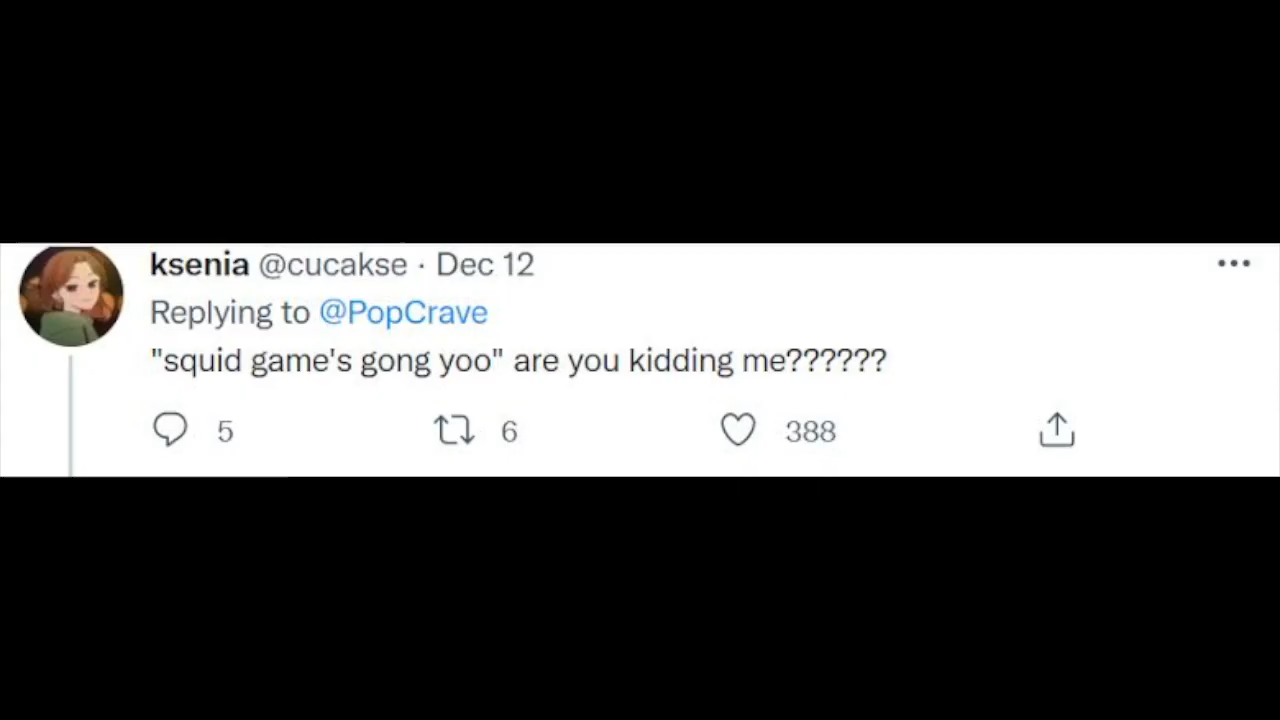 ksenia @cucakse · Dec 12
Replying to @PopCrave
"squid game's gong yoo" are you kidding me??????
5 6 388